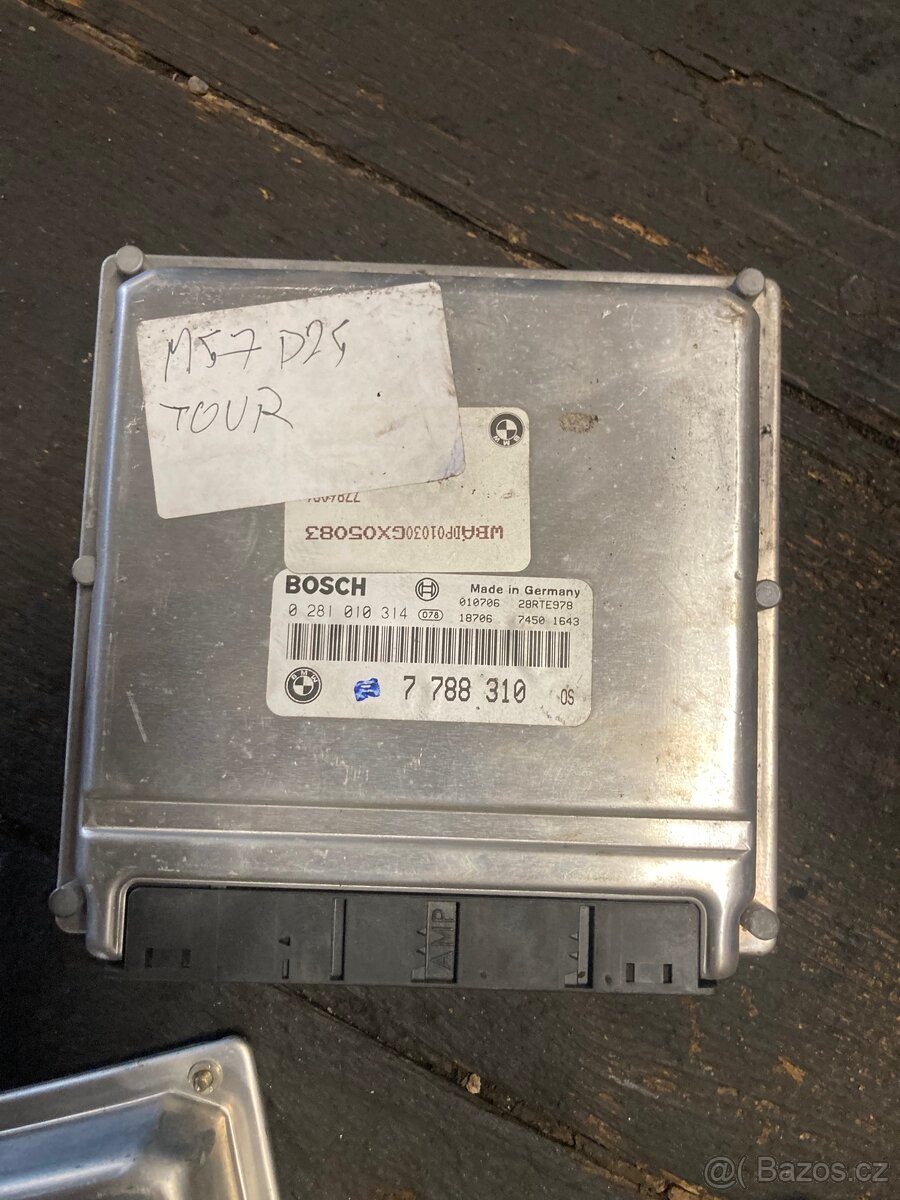 M57 D25
TOUR
WBADP01030GX05083
BOSCH
Made in Germany
0 281 010 314
078
010706 28RTE978
18706 7450 1643
BMW
7 788 310
OS
AMP
@( Bazos.cz